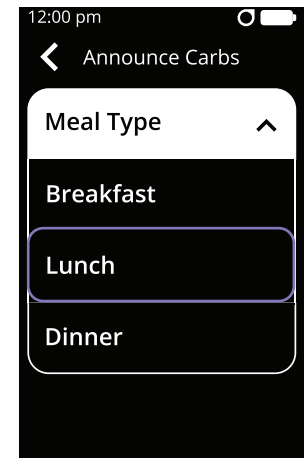 12:00 pm
Announce Carbs
Meal Type
Breakfast
Lunch
Dinner